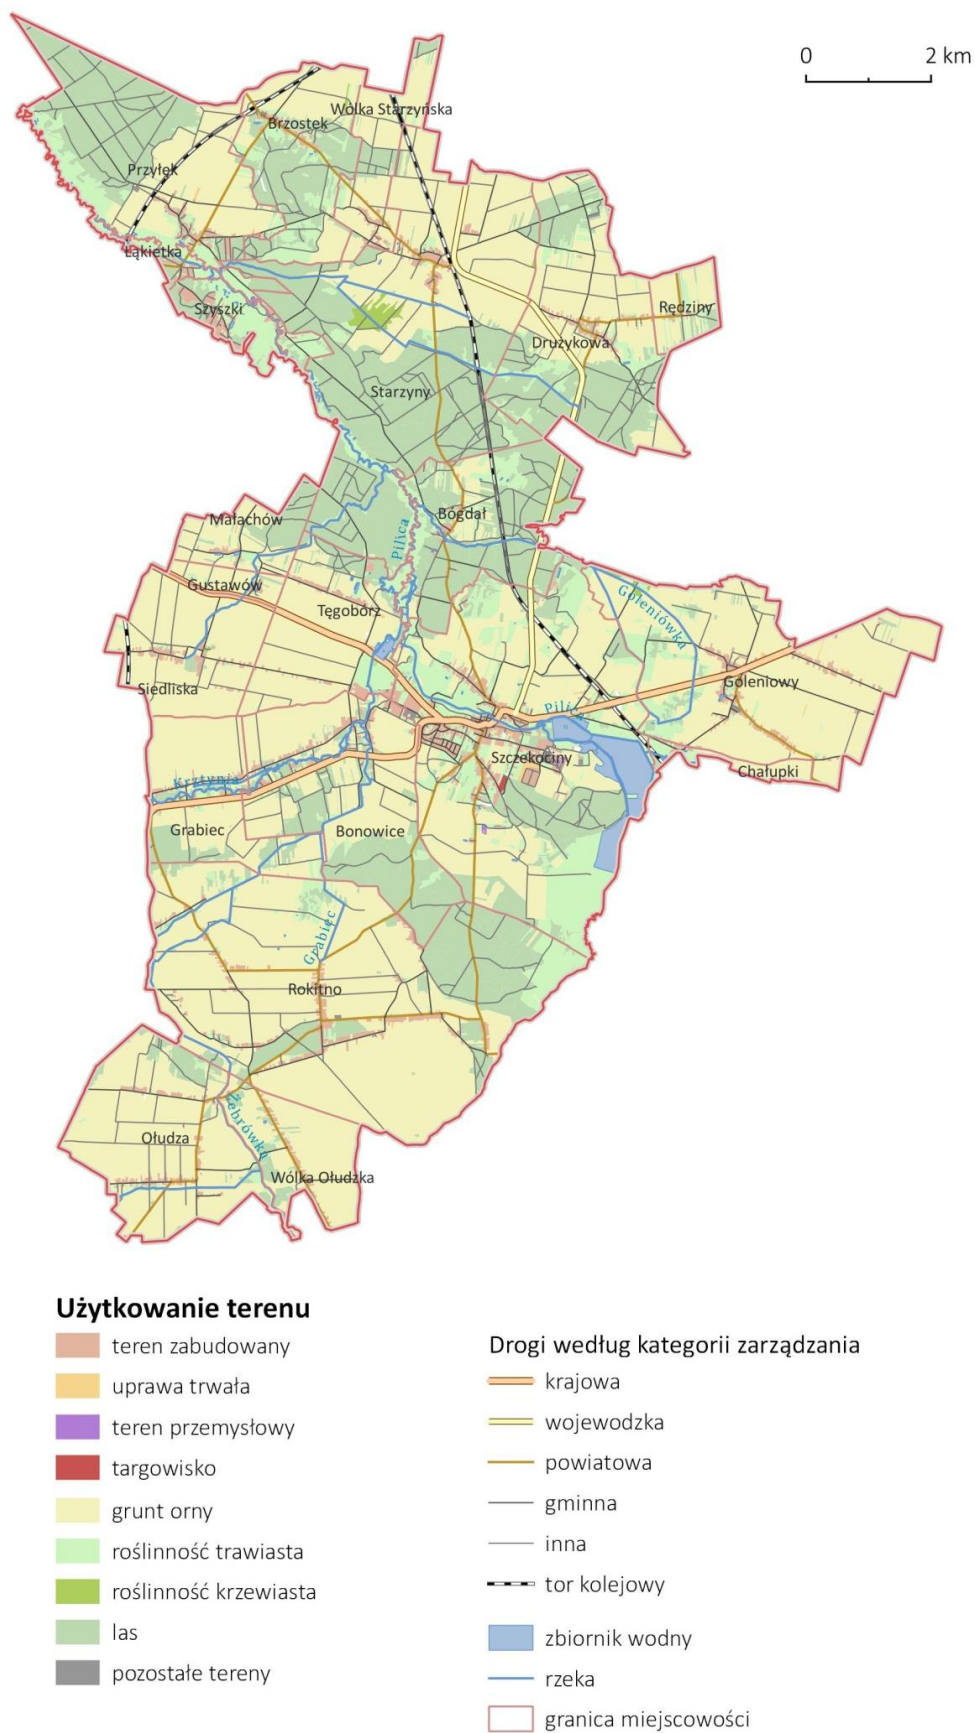 0 2 km
Wólka Starzyńska
Brzostek
Przyłęk
Łąkietka
Szyszki
Rędziny
Drużykowa
Starzyny
Bógdał
Małachów
Pilica
Gustawów
Tęgobórz
Goleniówka
Siedliska
Goleniowy
Pilica
Szczekociny
Chałupki
Krztynia
Grabiec
Bonowice
Grabiec
Rokitno
Żebrówka
Ołudza
Wólka Ołudzka
Użytkowanie terenu
teren zabudowany
uprawa trwała
teren przemysłowy
targowisko
grunt orny
roślinność trawiasta
roślinność krzewiasta
las
pozostałe tereny
Drogi według kategorii zarządzania
krajowa
wojewodzka
powiatowa
gminna
inna
tor kolejowy
zbiornik wodny
rzeka
granica miejscowości